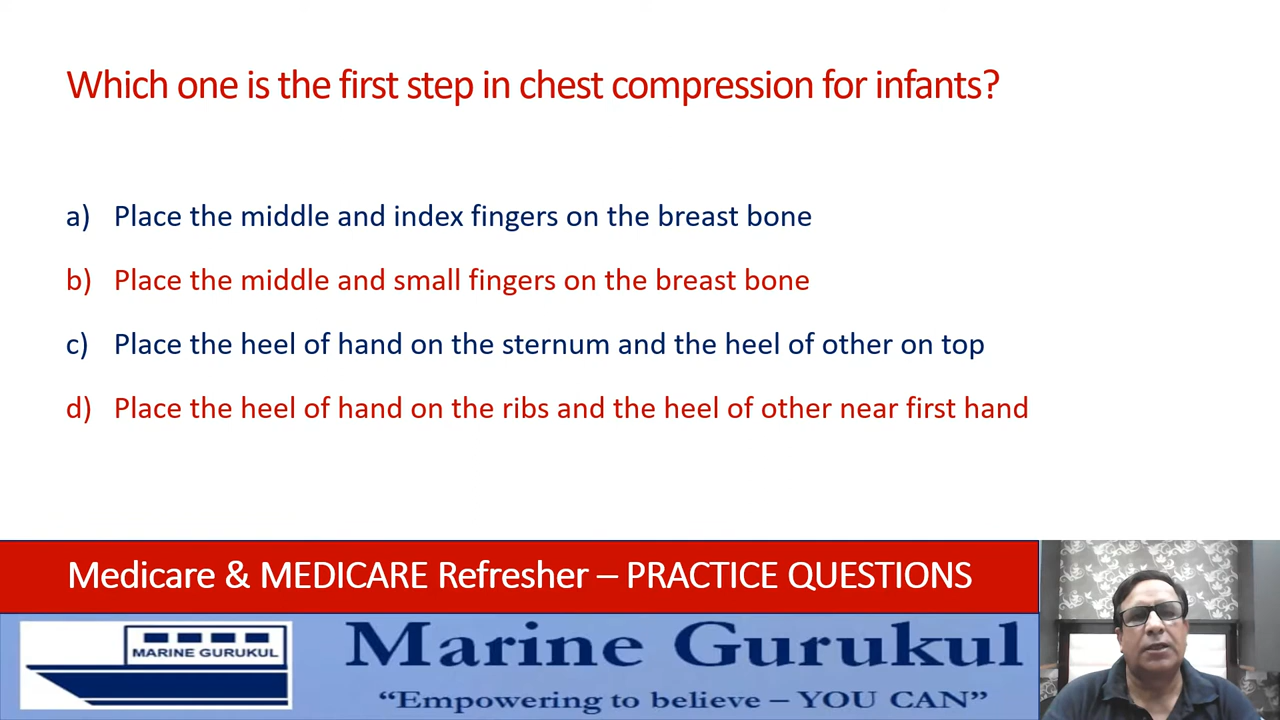 Which one is the first step in chest compression for infants?
a) Place the middle and index fingers on the breast bone
b) Place the middle and small fingers on the breast bone
c) Place the heel of hand on the sternum and the heel of other on top
d) Place the heel of hand on the ribs and the heel of other near first hand
Medicare & MEDICARE Refresher – PRACTICE QUESTIONS
MARINE GURUKUL
Marine Gurukul
“Empowering to believe – YOU CAN”